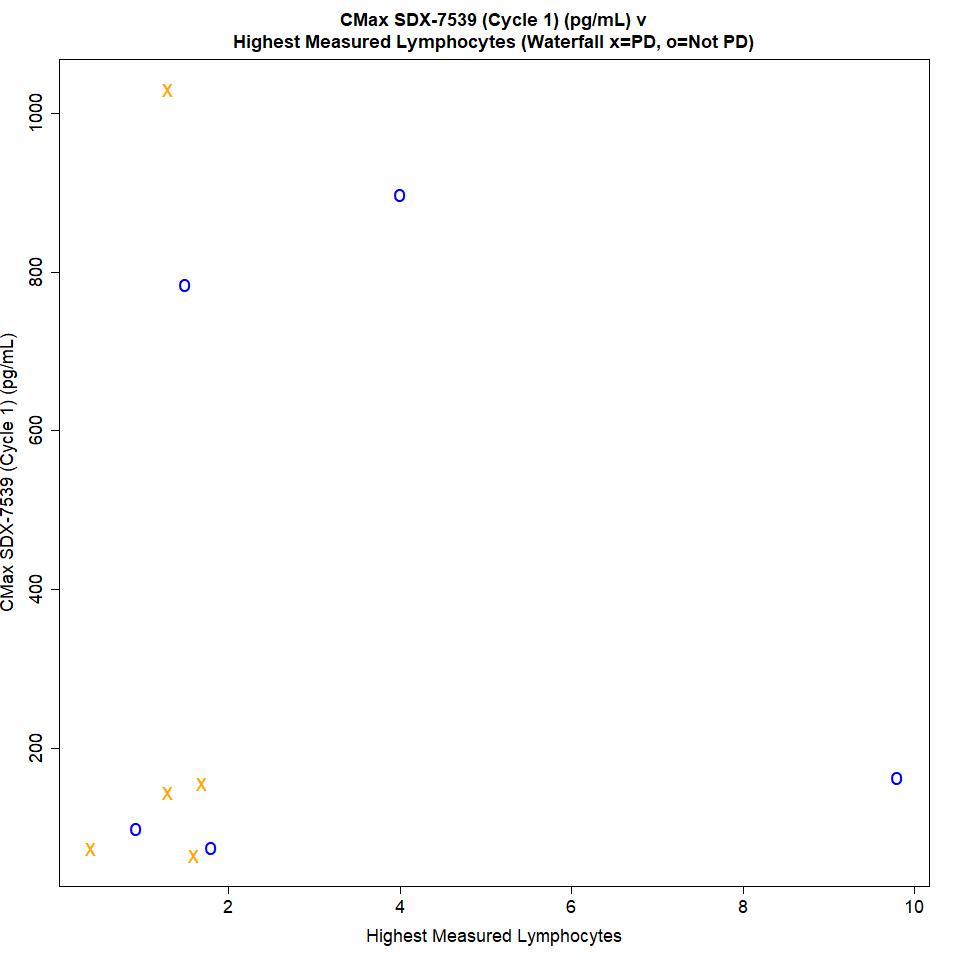 CMax SDX-7539 (Cycle 1) (pg/mL) v
Highest Measured Lymphocytes (Waterfall x=PD, o=Not PD)
CMax SDX-7539 (Cycle 1) (pg/mL)
1000
800
600
400
200
x
o
o
x
x
o
o
x
o
x
2
4
6
8
10
Highest Measured Lymphocytes